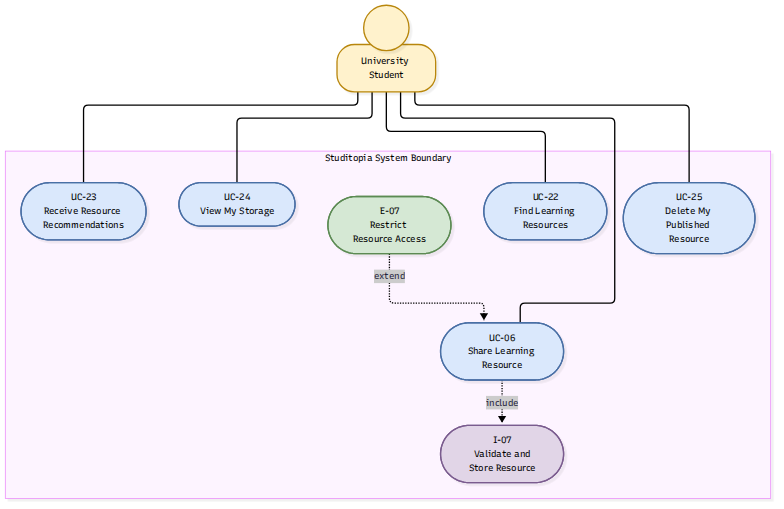 University
Student
Studitopia System Boundary
UC-23
Receive Resource
Recommendations
UC-24
View My Storage
E-07
Restrict
Resource Access
UC-22
Find Learning
Resources
UC-25
Delete My
Published
Resource
extend
UC-06
Share Learning
Resource
include
I-07
Validate and
Store Resource